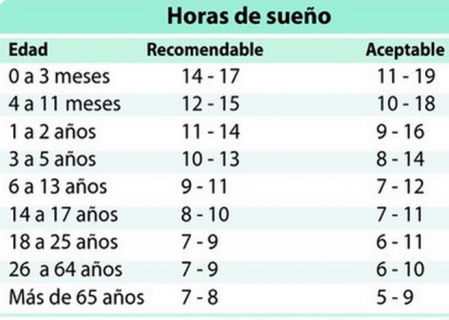 Horas de sueño
Edad Recomendable Aceptable
0 a 3 meses 14 - 17 11 - 19
4 a 11 meses 12 - 15 10 - 18
1 a 2 años 11 - 14 9 - 16
3 a 5 años 10 - 13 8 - 14
6 a 13 años 9 - 11 7 - 12
14 a 17 años 8 - 10 7 - 11
18 a 25 años 7 - 9 6 - 11
26 a 64 años 7 - 9 6 - 10
Más de 65 años 7 - 8 5 - 9